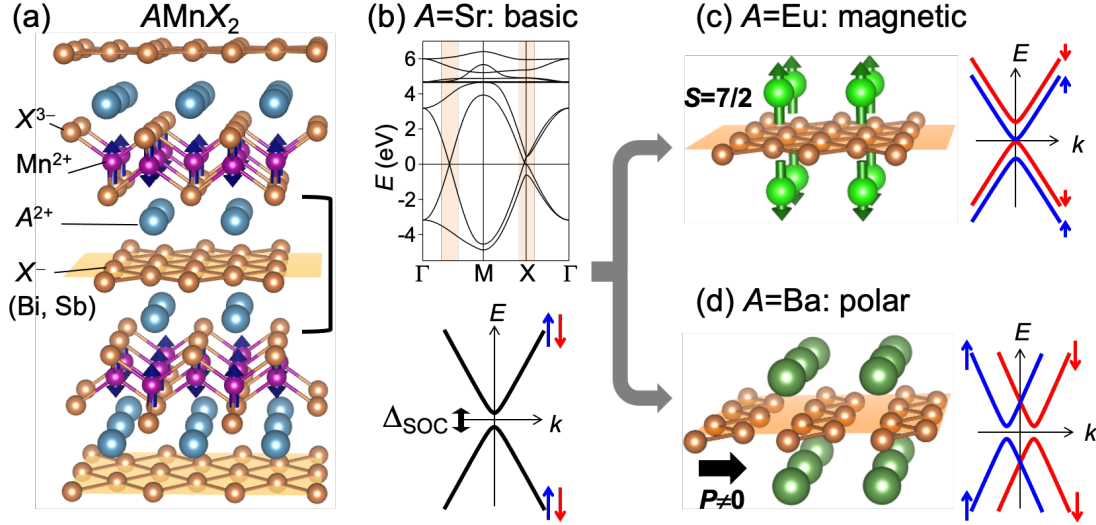 (a) AMnX₂
X³⁻
Mn²⁺
A²⁺
X⁻
(Bi, Sb)
(b) A=Sr: basic
E (eV)
6
4
2
0
-2
-4
Γ M X Γ
E
k
Δ_SOC
(c) A=Eu: magnetic
S=7/2
E
k
(d) A=Ba: polar
P≠0
E
k